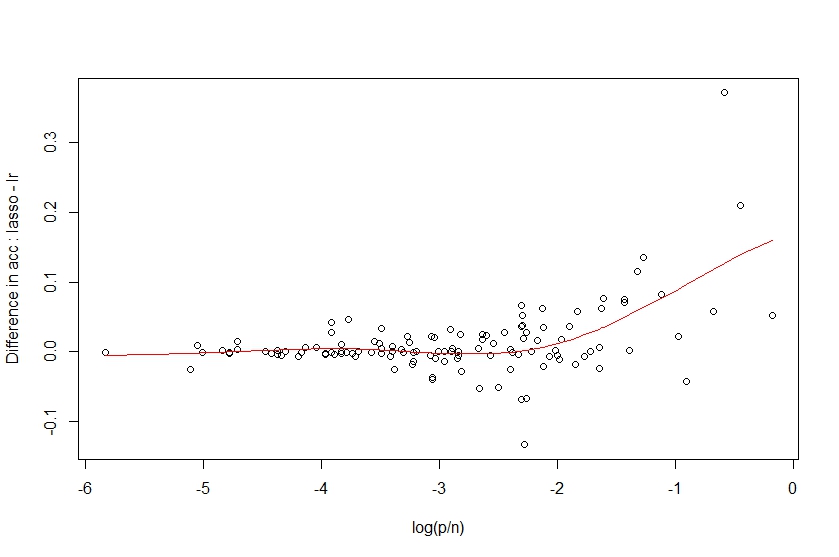 0.3
0.2
0.1
0.0
-0.1
Difference in acc : lasso - lr
-6 -5 -4 -3 -2 -1 0
log(p/n)